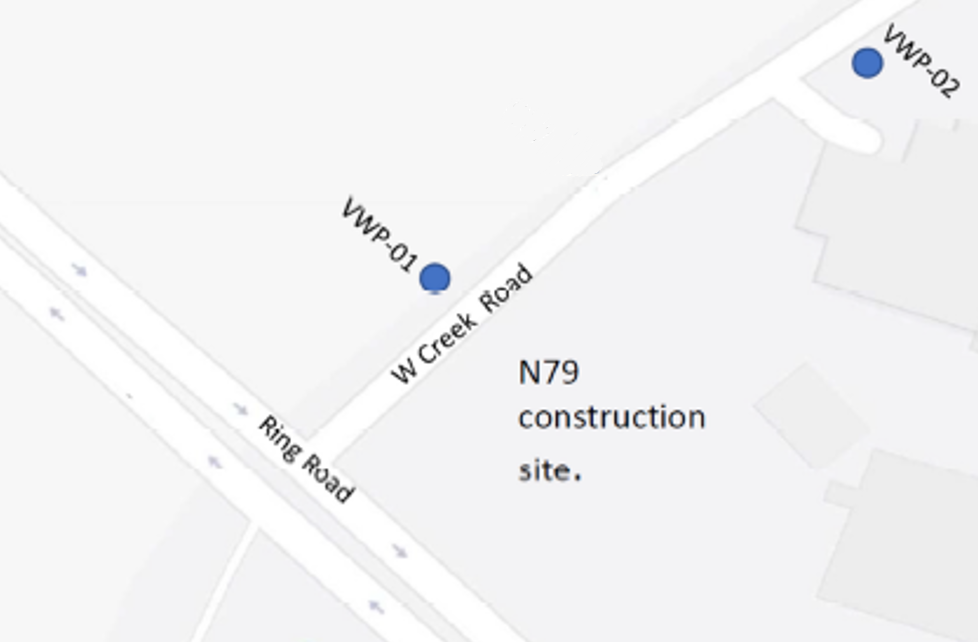 VWP-02
VWP-01
W Creek Road
N79
construction
site.
Ring Road